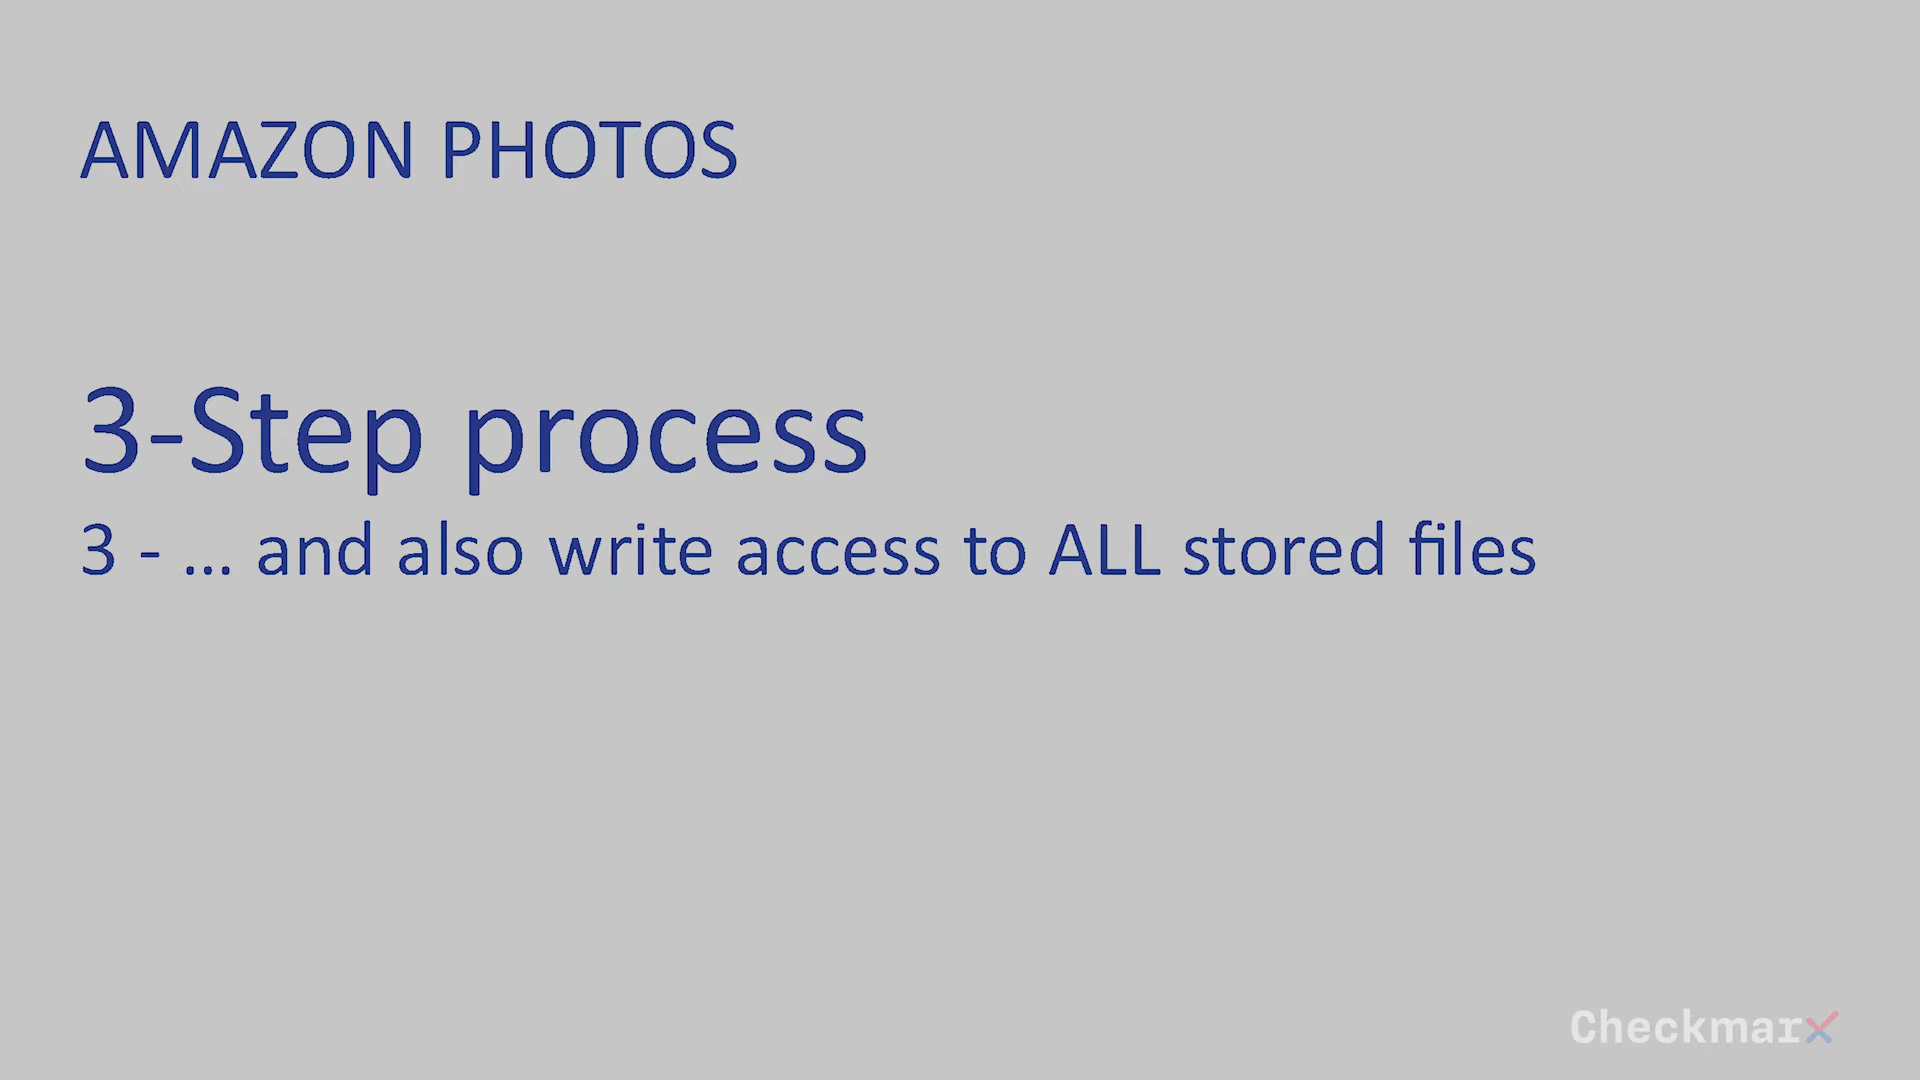 AMAZON PHOTOS
3-Step process
3 - ... and also write access to ALL stored files
Checkmarx